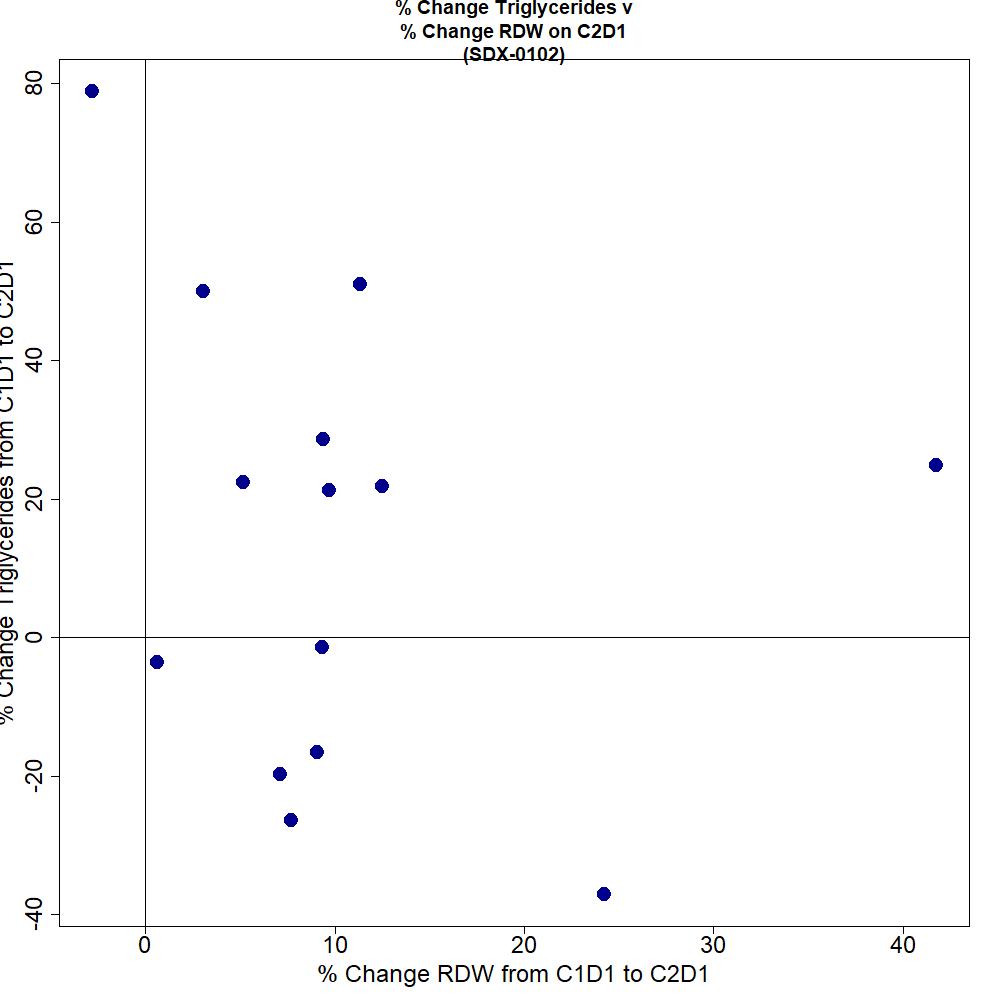 % Change Triglycerides v
% Change RDW on C2D1
(SDX-0102)
% Change Triglycerides from C1D1 to C2D1
80
60
40
20
0
-20
-40
0
10
20
30
40
% Change RDW from C1D1 to C2D1